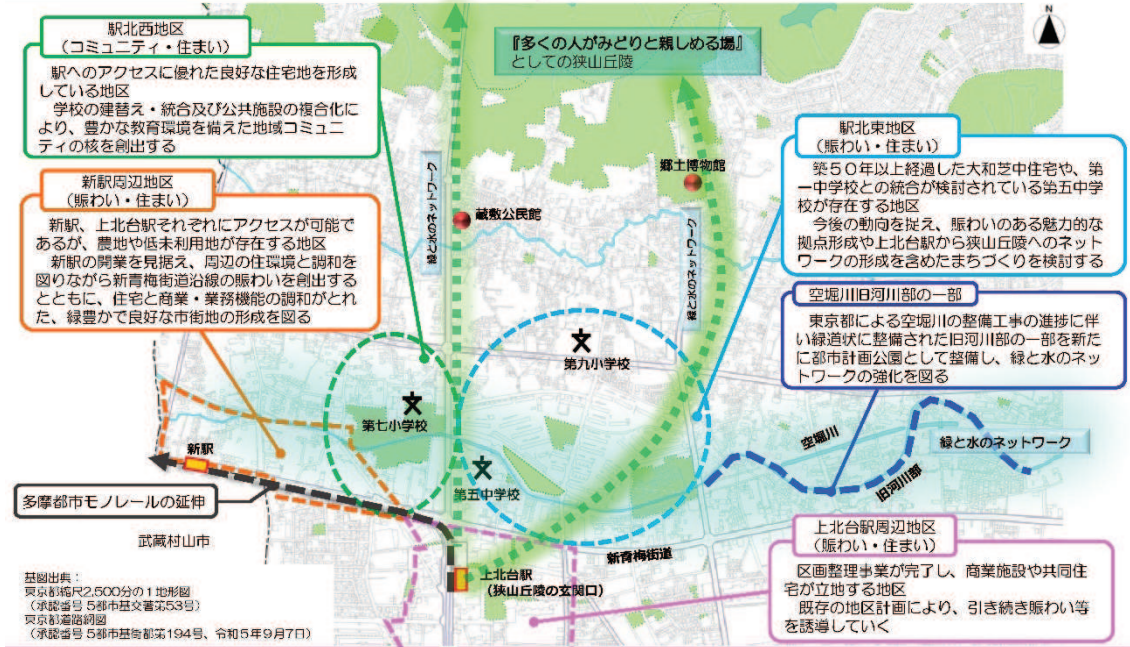 N
駅北西地区
(コミュニティ・住まい)
駅へのアクセスに優れた良好な住宅地を形成
している地区
学校の建替え・統合及び公共施設の複合化に
より、豊かな教育環境を備えた地域コミュニ
ティの核を創出する
『多くの人がみどりと親しめる場』
としての狭山丘陵
新駅周辺地区
(賑わい・住まい)
新駅、上北台駅それぞれにアクセスが可能で
あるが、農地や低未利用地が存在する地区
新駅の開業を見据え、周辺の住環境と調和を
図りながら新青梅街道沿線の賑わいを創出する
とともに、住宅と商業・業務機能の調和がとれ
た、緑豊かで良好な市街地の形成を図る
駅北東地区
(賑わい・住まい)
築50年以上経過した大和芝中住宅や、第
一中学校との統合が検討されている第五中学
校が存在する地区
今後の動向を捉え、賑わいのある魅力的な
拠点形成や上北台駅から狭山丘陵へのネット
ワークの形成を含めたまちづくりを検討する
空堀川旧河川部の一部
東京都による空堀川の整備工事の進捗に伴
い緑道状に整備された旧河川部の一部を新た
に都市計画公園として整備し、緑と水のネッ
トワークの強化を図る
郷土博物館
蔵敷公民館
緑と水のネットワーク
緑と水のネットワーク
第九小学校
第七小学校
第五中学校
空堀川
緑と水のネットワーク
旧河川部
新駅
多摩都市モノレールの延伸
武蔵村山市
新青梅街道
上北台駅
(狭山丘陵の玄関口)
上北台駅周辺地区
(賑わい・住まい)
区画整理事業が完了し、商業施設や共同住
宅が立地する地区
既存の地区計画により、引き続き賑わい等
を誘導していく
基図出典:
東京都縮尺2,500分の1地形図
(承認番号 5都市基交著第53号)
東京都道路網図
(承認番号 5都市基街都第194号、令和5年9月7日)